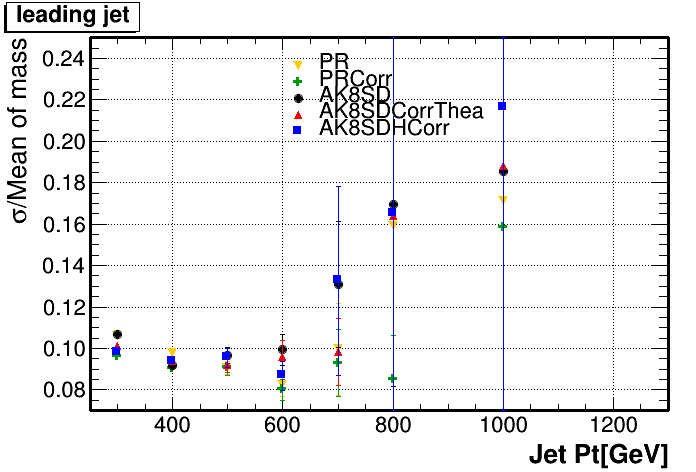 leading jet
σ/Mean of mass
0.24
0.22
0.20
0.18
0.16
0.14
0.12
0.10
0.08
PR
PRCorr
AK8SD
AK8SDCorrThea
AK8SDHCorr
400 600 800 1000 1200
Jet Pt[GeV]